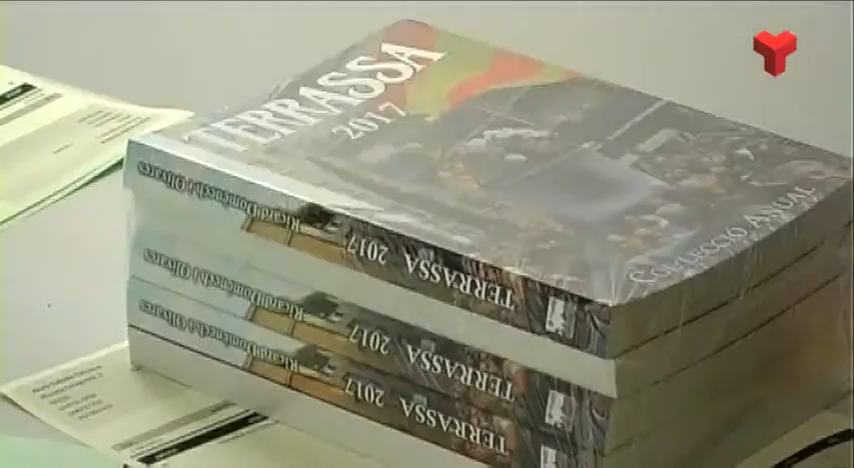 TERRASSA
2017
COL·LECCIÓ ANUAL
Ricard Domènech i Olivares 2017 TERRASSA
Ricard Domènech i Olivares 2017 TERRASSA
Ricard Domènech i Olivares 2017 TERRASSA